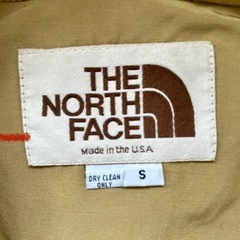 THE
NORTH
FACE
Made in the U.S.A.
DRY CLEAN
ONLY
S